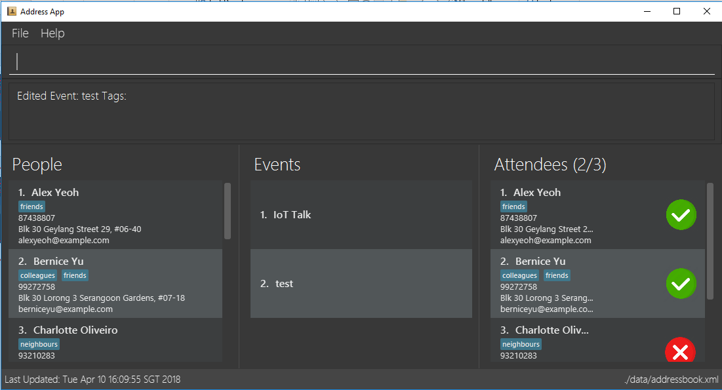 Address App
File Help
Edited Event: test Tags:
People
1. Alex Yeoh
friends
87438807
Blk 30 Geylang Street 29, #06-40
alexyeoh@example.com
2. Bernice Yu
colleagues friends
99272758
Blk 30 Lorong 3 Serangoon Gardens, #07-18
berniceyu@example.com
3. Charlotte Oliveiro
neighbours
93210283
Events
1. IoT Talk
2. test
Attendees (2/3)
1. Alex Yeoh
friends
87438807
Blk 30 Geylang Street 2...
alexyeoh@example.com
2. Bernice Yu
colleagues friends
99272758
Blk 30 Lorong 3 Serang...
berniceyu@example.co...
3. Charlotte Oliv...
neighbours
93210283
Last Updated: Tue Apr 10 16:09:55 SGT 2018
./data/addressbook.xml